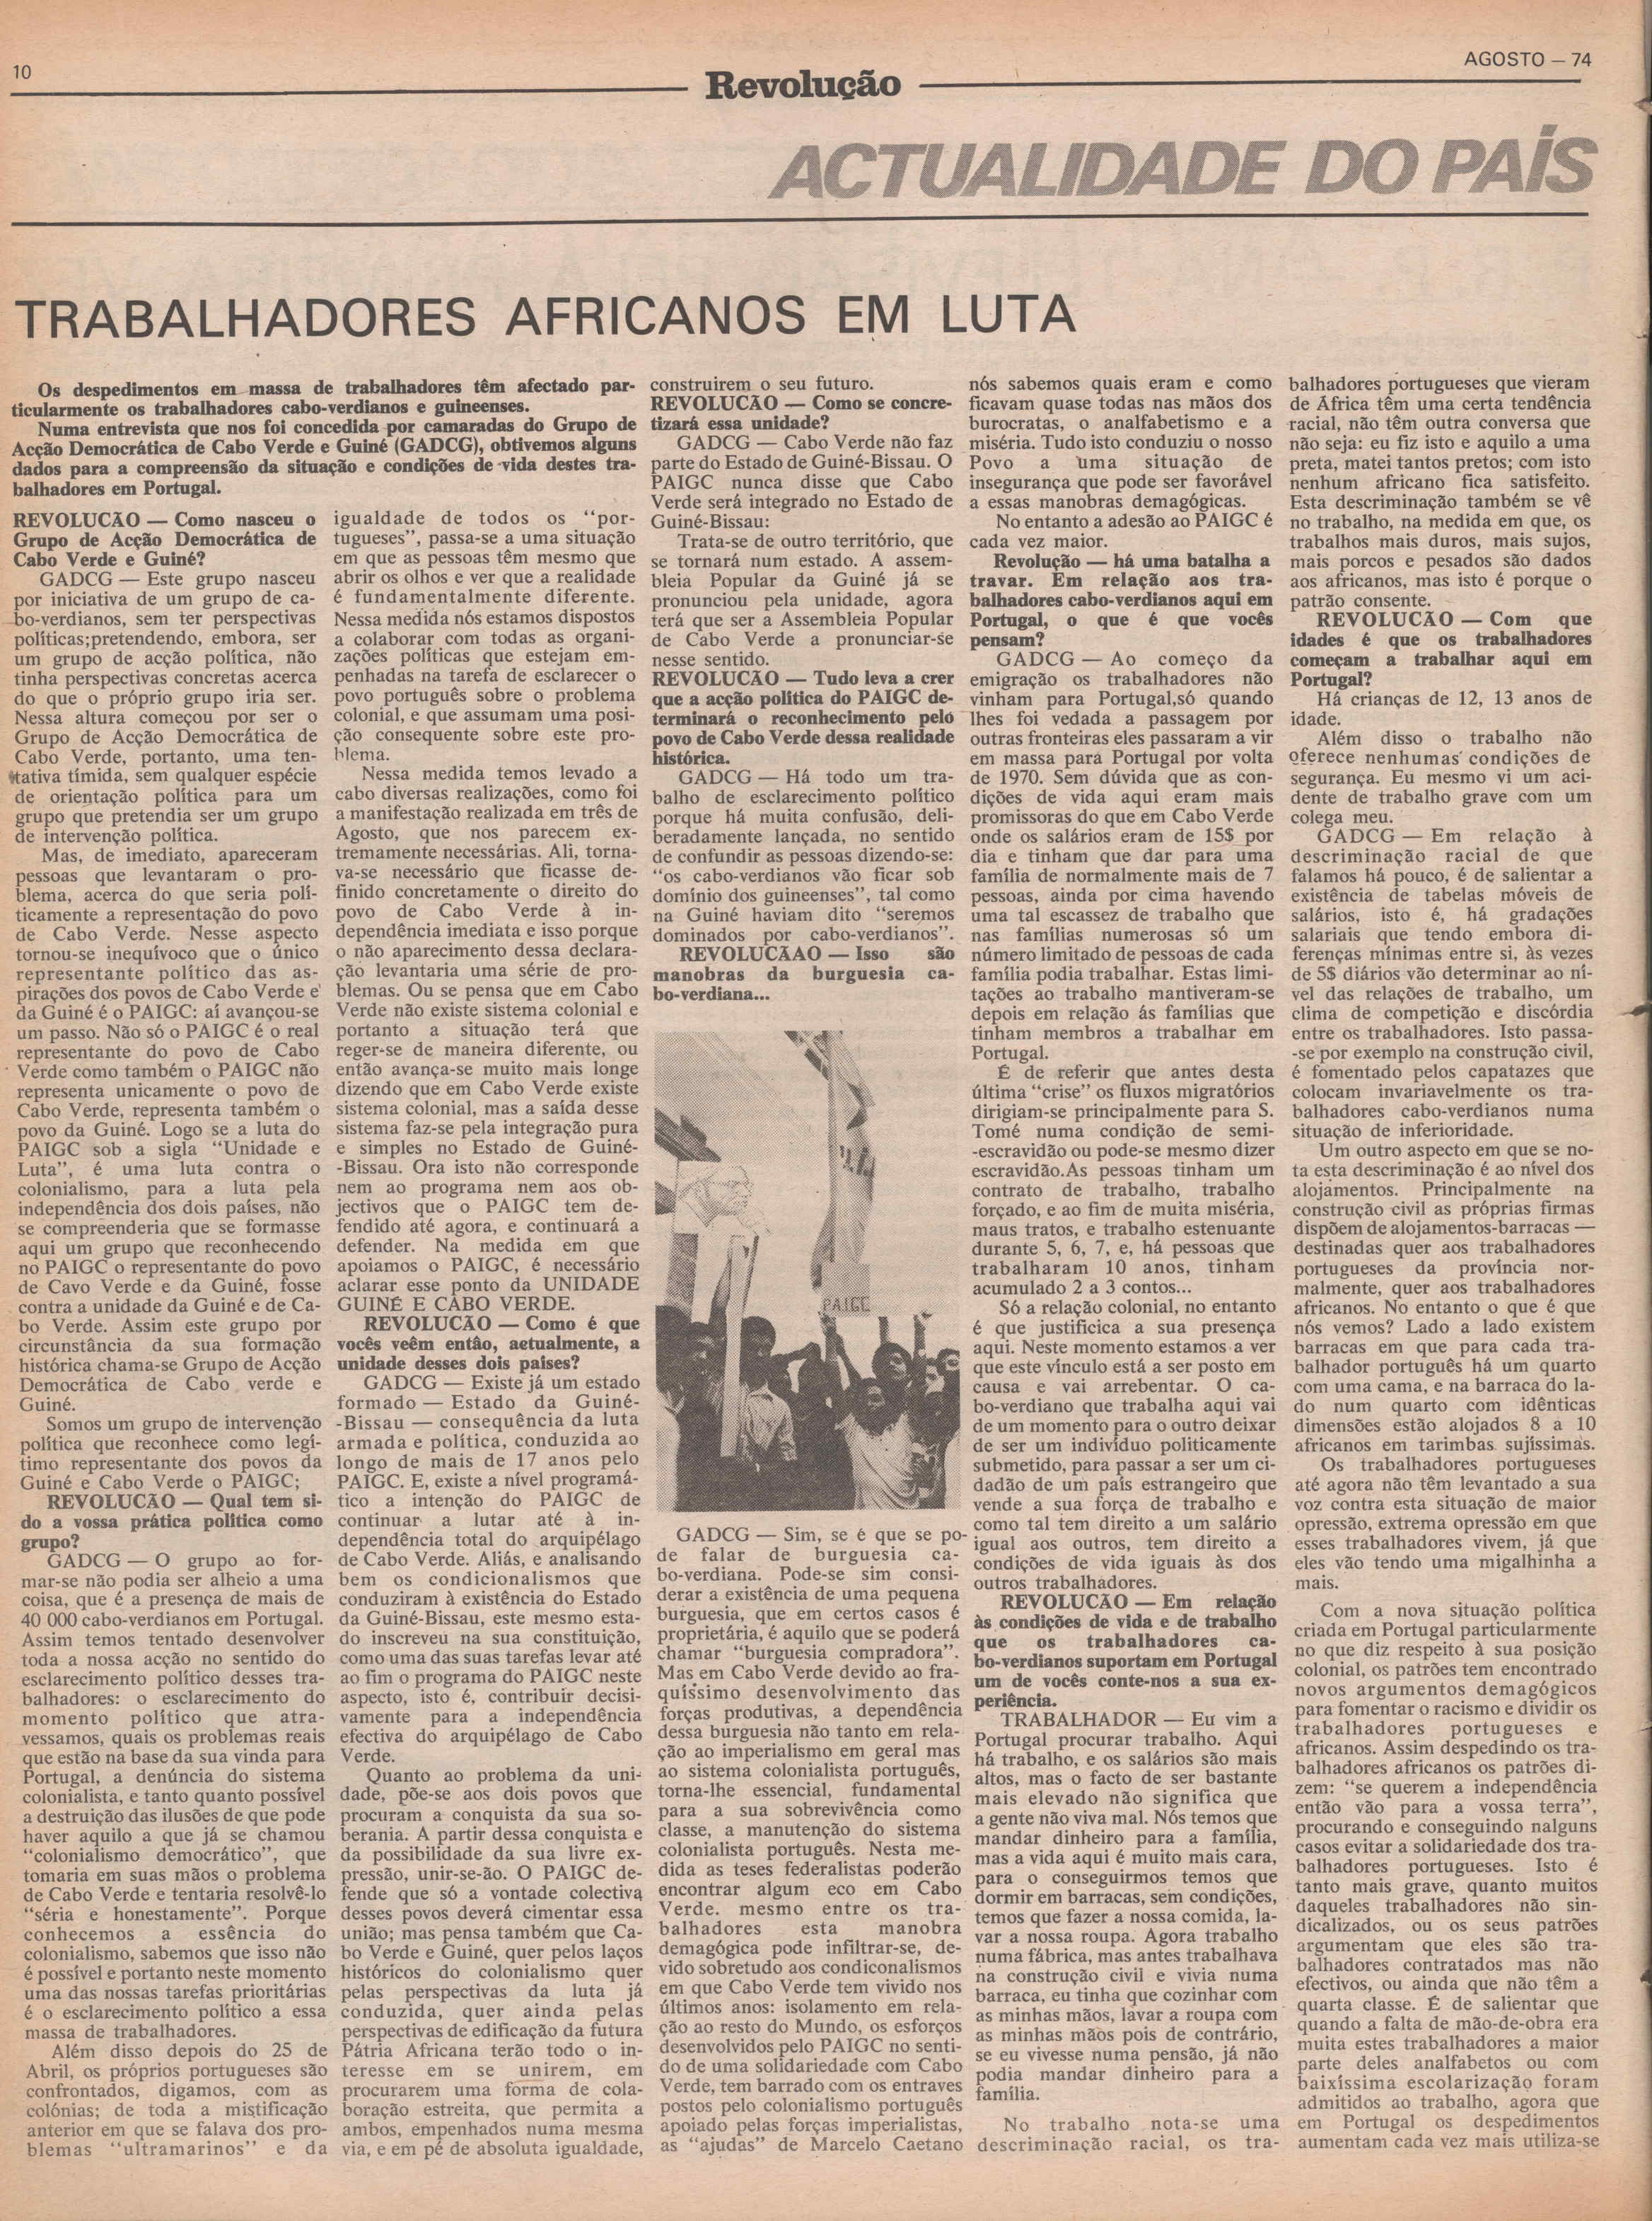 10
Revolução
AGOSTO — 74
ACTUALIDADE DO PAÍS
TRABALHADORES AFRICANOS EM LUTA
Os despedimentos em massa de trabalhadores têm afectado par-
ticularmente os trabalhadores cabo-verdianos e guineenses.
Numa entrevista que nos foi concedida por camaradas do Grupo de
Acção Democrática de Cabo Verde e Guiné (GADCG), obtivemos alguns
dados para a compreensão da situação e condições de vida destes tra-
balhadores em Portugal.
REVOLUCÃO — Como nasceu o
Grupo de Acção Democrática de
Cabo Verde e Guiné?
GADCG — Este grupo nasceu
por iniciativa de um grupo de ca-
bo-verdianos, sem ter perspectivas
políticas;pretendendo, embora, ser
um grupo de acção política, não
tinha perspectivas concretas acerca
do que o próprio grupo iria ser.
Nessa altura começou por ser o
Grupo de Acção Democrática de
Cabo Verde, portanto, uma ten-
tativa tímida, sem qualquer espécie
de orientação política para um
grupo que pretendia ser um grupo
de intervenção política.
Mas, de imediato, apareceram
pessoas que levantaram o pro-
blema, acerca do que seria polí-
ticamente a representação do povo
de Cabo Verde. Nesse aspecto
tornou-se inequívoco que o único
representante político das as-
pirações dos povos de Cabo Verde e
da Guiné é o PAIGC: aí avançou-se
um passo. Não só o PAIGC é o real
representante do povo de Cabo
Verde como também o PAIGC não
representa unicamente o povo de
Cabo Verde, representa também o
povo da Guiné. Logo se a luta do
PAIGC sob a sigla "Unidade e
Luta", é uma luta contra o
colonialismo, para a luta pela
independência dos dois países, não
se compreenderia que se formasse
aqui um grupo que reconhecendo
no PAIGC o representante do povo
de Cavo Verde e da Guiné, fosse
contra a unidade da Guiné e de Ca-
bo Verde. Assim este grupo por
circunstância da sua formação
histórica chama-se Grupo de Acção
Democrática de Cabo verde e
Guiné.
Somos um grupo de intervenção
política que reconhece como legí-
timo representante dos povos da
Guiné e Cabo Verde o PAIGC;
REVOLUCÃO — Qual tem si-
do a vossa prática política como
grupo?
GADCG — O grupo ao for-
mar-se não podia ser alheio a uma
coisa, que é a presença de mais de
40 000 cabo-verdianos em Portugal.
Assim temos tentado desenvolver
toda a nossa acção no sentido do
esclarecimento político desses tra-
balhadores: o esclarecimento do
momento político que atra-
vessamos, quais os problemas reais
que estão na base da sua vinda para
Portugal, a denúncia do sistema
colonialista, e tanto quanto possível
a destruição das ilusões de que pode
haver aquilo a que já se chamou
"colonialismo democrático", que
tomaria em suas mãos o problema
de Cabo Verde e tentaria resolvê-lo
"séria e honestamente". Porque
conhecemos a essência do
colonialismo, sabemos que isso não
é possível e portanto neste momento
uma das nossas tarefas prioritárias
é o esclarecimento político a essa
massa de trabalhadores.
Além disso depois do 25 de
Abril, os próprios portugueses são
confrontados, digamos, com as
colónias; de toda a mistificação
anterior em que se falava dos pro-
blemas "ultramarinos" e da
igualdade de todos os "por-
tugueses", passa-se a uma situação
em que as pessoas têm mesmo que
abrir os olhos e ver que a realidade
é fundamentalmente diferente.
Nessa medida nós estamos dispostos
a colaborar com todas as organi-
zações políticas que estejam em-
penhadas na tarefa de esclarecer o
povo português sobre o problema
colonial, e que assumam uma posi-
ção consequente sobre este pro-
blema.
Nessa medida temos levado a
cabo diversas realizações, como foi
a manifestação realizada em três de
Agosto, que nos parecem ex-
tremamente necessárias. Ali, torna-
va-se necessário que ficasse de-
finido concretamente o direito do
povo de Cabo Verde à in-
dependência imediata e isso porque
o não aparecimento dessa declara-
ção levantaria uma série de pro-
blemas. Ou se pensa que em Cabo
Verde não existe sistema colonial e
portanto a situação terá que
reger-se de maneira diferente, ou
então avança-se muito mais longe
dizendo que em Cabo Verde existe
sistema colonial, mas a saída desse
sistema faz-se pela integração pura
e simples no Estado de Guiné-
-Bissau. Ora isto não corresponde
nem ao programa nem aos ob-
jectivos que o PAIGC tem de-
fendido até agora, e continuará a
defender. Na medida em que
apoiamos o PAIGC, é necessário
aclarar esse ponto da UNIDADE
GUINÉ E CABO VERDE.
REVOLUCÃO — Como é que
vocês veêm entâo, aetualmente, a
unidade desses dois países?
GADCG — Existe já um estado
formado — Estado da Guiné-
-Bissau — consequência da luta
armada e política, conduzida ao
longo de mais de 17 anos pelo
PAIGC. E, existe a nível programá-
tico a intenção do PAIGC de
continuar a lutar até à in-
dependência total do arquipélago
de Cabo Verde. Aliás, e analisando
bem os condicionalismos que
conduziram à existência do Estado
da Guiné-Bissau, este mesmo esta-
do inscreveu na sua constituição,
como uma das suas tarefas levar até
ao fim o programa do PAIGC neste
aspecto, isto é, contribuir decisi-
vamente para a independência
efectiva do arquipélago de Cabo
Verde.
Quanto ao problema da uni-
dade, põe-se aos dois povos que
procuram a conquista da sua so-
berania. A partir dessa conquista e
da possibilidade da sua livre ex-
pressão, unir-se-ão. O PAIGC de-
fende que só a vontade colectiva
desses povos deverá cimentar essa
união; mas pensa também que Ca-
bo Verde e Guiné, quer pelos laços
históricos do colonialismo quer
pelas perspectivas da luta já
conduzida, quer ainda pelas
perspectivas de edificação da futura
Pátria Africana terão todo o in-
teresse em se unirem, em
procurarem uma forma de cola-
boração estreita, que permita a
ambos, empenhados numa mesma
via, e em pé de absoluta igualdade,
construirem o seu futuro.
REVOLUCÃO — Como se concre-
tizará essa unidade?
GADCG — Cabo Verde não faz
parte do Estado de Guiné-Bissau. O
PAIGC nunca disse que Cabo
Verde será integrado no Estado de
Guiné-Bissau:
Trata-se de outro território, que
se tornará num estado. A assem-
bleia Popular da Guiné já se
pronunciou pela unidade, agora
terá que ser a Assembleia Popular
de Cabo Verde a pronunciar-se
nesse sentido.
REVOLUCÃO — Tudo leva a crer
que a acção política do PAIGC de-
terminará o reconhecimento pelo
povo de Cabo Verde dessa realidade
histórica.
GADCG — Há todo um tra-
balho de esclarecimento político
porque há muita confusão, deli-
beradamente lançada, no sentido
de confundir as pessoas dizendo-se:
"os cabo-verdianos vão ficar sob
domínio dos guineenses", tal como
na Guiné haviam dito "seremos
dominados por cabo-verdianos".
REVOLUCÃAO — Isso são
manobras da burguesia ca-
bo-verdiana...
PAIGC
GADCG — Sim, se é que se po-
de falar de burguesia ca-
bo-verdiana. Pode-se sim consi-
derar a existência de uma pequena
burguesia, que em certos casos é
proprietária, é aquilo que se poderá
chamar "burguesia compradora".
Mas em Cabo Verde devido ao fra-
quíssimo desenvolvimento das
forças produtivas, a dependência
dessa burguesia não tanto em rela-
ção ao imperialismo em geral mas
ao sistema colonialista português,
torna-lhe essencial, fundamental
para a sua sobrevivência como
classe, a manutenção do sistema
colonialista português. Nesta me-
dida as teses federalistas poderão
encontrar algum eco em Cabo
Verde. mesmo entre os tra-
balhadores esta manobra
demagógica pode infiltrar-se, de-
vido sobretudo aos condiconalismos
em que Cabo Verde tem vivido nos
últimos anos: isolamento em rela-
ção ao resto do Mundo, os esforços
desenvolvidos pelo PAIGC no senti-
do de uma solidariedade com Cabo
Verde, tem barrado com os entraves
postos pelo colonialismo português
apoiado pelas forças imperialistas,
as "ajudas" de Marcelo Caetano
nós sabemos quais eram e como
ficavam quase todas nas mãos dos
burocratas, o analfabetismo e a
miséria. Tudo isto conduziu o nosso
Povo a uma situação de
insegurança que pode ser favorável
a essas manobras demagógicas.
No entanto a adesão ao PAIGC é
cada vez maior.
Revolução — há uma batalha a
travar. Em relação aos tra-
balhadores cabo-verdianos aqui em
Portugal, o que é que vocês
pensam?
GADCG — Ao começo da
emigração os trabalhadores não
vinham para Portugal,só quando
lhes foi vedada a passagem por
outras fronteiras eles passaram a vir
em massa para Portugal por volta
de 1970. Sem dúvida que as con-
dições de vida aqui eram mais
promissoras do que em Cabo Verde
onde os salários eram de 15$ por
dia e tinham que dar para uma
família de normalmente mais de 7
pessoas, ainda por cima havendo
uma tal escassez de trabalho que
nas famílias numerosas só um
número limitado de pessoas de cada
família podia trabalhar. Estas limi-
tações ao trabalho mantiveram-se
depois em relação ás famílias que
tinham membros a trabalhar em
Portugal.
É de referir que antes desta
última "crise" os fluxos migratórios
dirigiam-se principalmente para S.
Tomé numa condição de semi-
-escravidão ou pode-se mesmo dizer
escravidão.As pessoas tinham um
contrato de trabalho, trabalho
forçado, e ao fim de muita miséria,
maus tratos, e trabalho estenuante
durante 5, 6, 7, e, há pessoas que
trabalharam 10 anos, tinham
acumulado 2 a 3 contos...
Só a relação colonial, no entanto
é que justificica a sua presença
aqui. Neste momento estamos a ver
que este vínculo está a ser posto em
causa e vai arrebentar. O ca-
bo-verdiano que trabalha aqui vai
de um momento para o outro deixar
de ser um indivíduo politicamente
submetido, para passar a ser um ci-
dadão de um país estrangeiro que
vende a sua força de trabalho e
como tal tem direito a um salário
igual aos outros, tem direito a
condições de vida iguais às dos
outros trabalhadores.
REVOLUCÃO — Em relação
às condições de vida e de trabalho
que os trabalhadores ca-
bo-verdianos suportam em Portugal
um de vocês conte-nos a sua ex-
periência.
TRABALHADOR — Eu vim a
Portugal procurar trabalho. Aqui
há trabalho, e os salários são mais
altos, mas o facto de ser bastante
mais elevado não significa que
a gente não viva mal. Nós temos que
mandar dinheiro para a família,
mas a vida aqui é muito mais cara,
para o conseguirmos temos que
dormir em barracas, sem condições,
temos que fazer a nossa comida, la-
var a nossa roupa. Agora trabalho
numa fábrica, mas antes trabalhava
na construção civil e vivia numa
barraca, eu tinha que cozinhar com
as minhas mãos, lavar a roupa com
as minhas mãos pois de contrário,
se eu vivesse numa pensão, já não
podia mandar dinheiro para a
família.
No trabalho nota-se uma
descriminação racial, os tra-
balhadores portugueses que vieram
de África têm uma certa tendência
racial, não têm outra conversa que
não seja: eu fiz isto e aquilo a uma
preta, matei tantos pretos; com isto
nenhum africano fica satisfeito.
Esta descriminação também se vê
no trabalho, na medida em que, os
trabalhos mais duros, mais sujos,
mais porcos e pesados são dados
aos africanos, mas isto é porque o
patrão consente.
REVOLUCÃO — Com que
idades é que os trabalhadores
começam a trabalhar aqui em
Portugal?
Há crianças de 12, 13 anos de
idade.
Além disso o trabalho não
oferece nenhumas condições de
segurança. Eu mesmo vi um aci-
dente de trabalho grave com um
colega meu.
GADCG — Em relação à
descriminação racial de que
falamos há pouco, é de salientar a
existência de tabelas móveis de
salários, isto é, há gradações
salariais que tendo embora di-
ferenças mínimas entre si, às vezes
de 5$ diários vão determinar ao ní-
vel das relações de trabalho, um
clima de competição e discórdia
entre os trabalhadores. Isto passa-
-se por exemplo na construção civil,
é fomentado pelos capatazes que
colocam invariavelmente os tra-
balhadores cabo-verdianos numa
situação de inferioridade.
Um outro aspecto em que se no-
ta esta descriminação é ao nível dos
alojamentos. Principalmente na
construção civil as próprias firmas
dispõem de alojamentos-barracas —
destinadas quer aos trabalhadores
portugueses da província nor-
malmente, quer aos trabalhadores
africanos. No entanto o que é que
nós vemos? Lado a lado existem
barracas em que para cada tra-
balhador português há um quarto
com uma cama, e na barraca do la-
do num quarto com idênticas
dimensões estão alojados 8 a 10
africanos em tarimbas sujíssimas.
Os trabalhadores portugueses
até agora não têm levantado a sua
voz contra esta situação de maior
opressão, extrema opressão em que
esses trabalhadores vivem, já que
eles vão tendo uma migalhinha a
mais.
Com a nova situação política
criada em Portugal particularmente
no que diz respeito à sua posição
colonial, os patrões tem encontrado
novos argumentos demagógicos
para fomentar o racismo e dividir os
trabalhadores portugueses e
africanos. Assim despedindo os tra-
balhadores africanos os patrões di-
zem: "se querem a independência
então vão para a vossa terra",
procurando e conseguindo nalguns
casos evitar a solidariedade dos tra-
balhadores portugueses. Isto é
tanto mais grave, quanto muitos
daqueles trabalhadores não sin-
dicalizados, ou os seus patrões
argumentam que eles são tra-
balhadores contratados mas não
efectivos, ou ainda que não têm a
quarta classe. É de salientar que
quando a falta de mão-de-obra era
muita estes trabalhadores a maior
parte deles analfabetos ou com
baixíssima escolarização foram
admitidos ao trabalho, agora que
em Portugal os despedimentos
aumentam cada vez mais utiliza-se